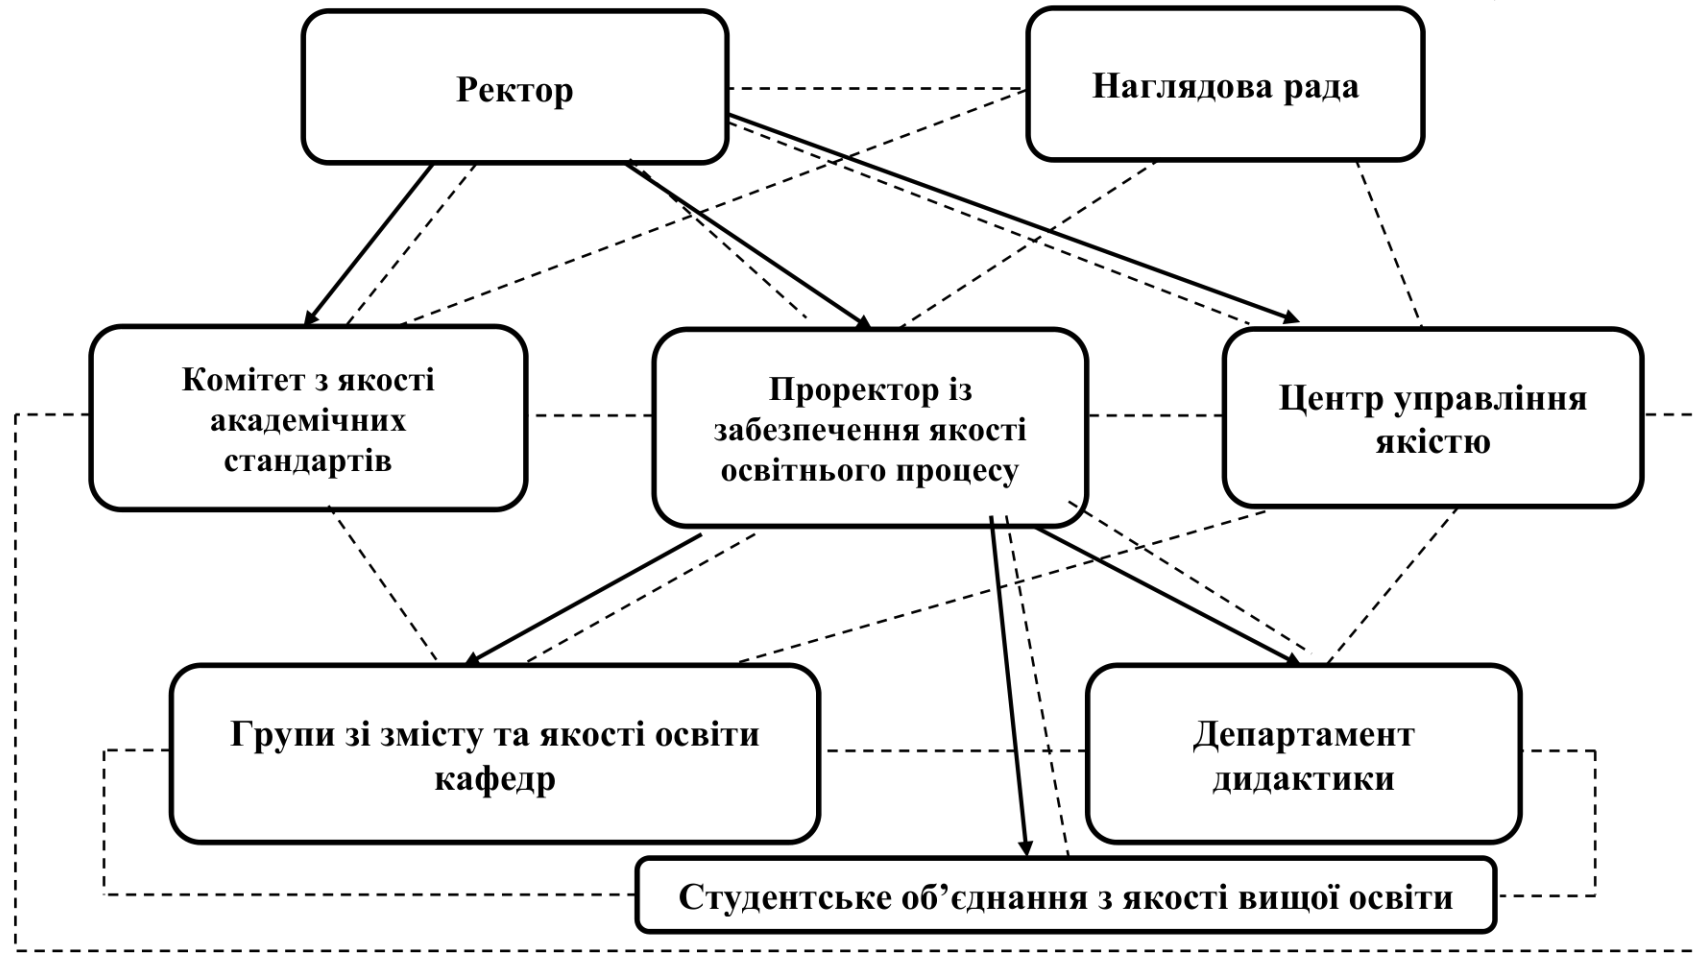 Ректор
Наглядова рада
Комітет з якості
академічних
стандартів
Проректор із
забезпечення якості
освітнього процесу
Центр управління
якістю
Групи зі змісту та якості освіти
кафедр
Департамент
дидактики
Студентське об’єднання з якості вищої освіти